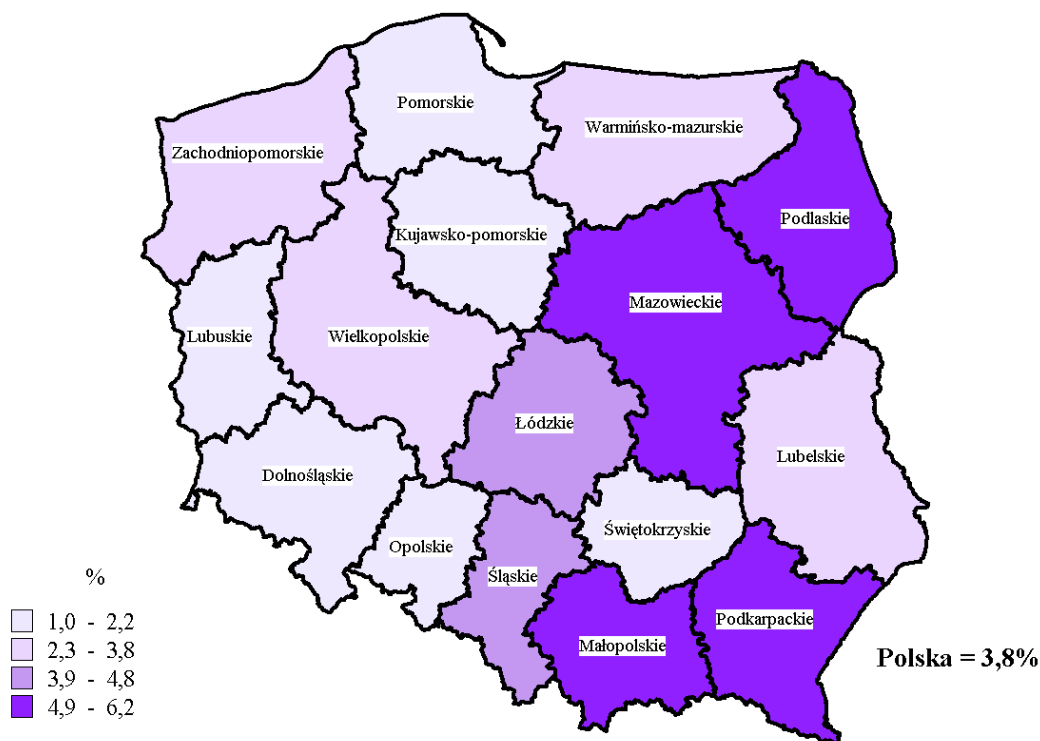 Pomorskie
Warmińsko-mazurskie
Zachodniopomorskie
Podlaskie
Kujawsko-pomorskie
Mazowieckie
Lubuskie
Wielkopolskie
Łódzkie
Lubelskie
Dolnośląskie
Świętokrzyskie
Opolskie
Śląskie
Podkarpackie
Małopolskie
%
1,0 - 2,2
2,3 - 3,8
3,9 - 4,8
4,9 - 6,2
Polska = 3,8%